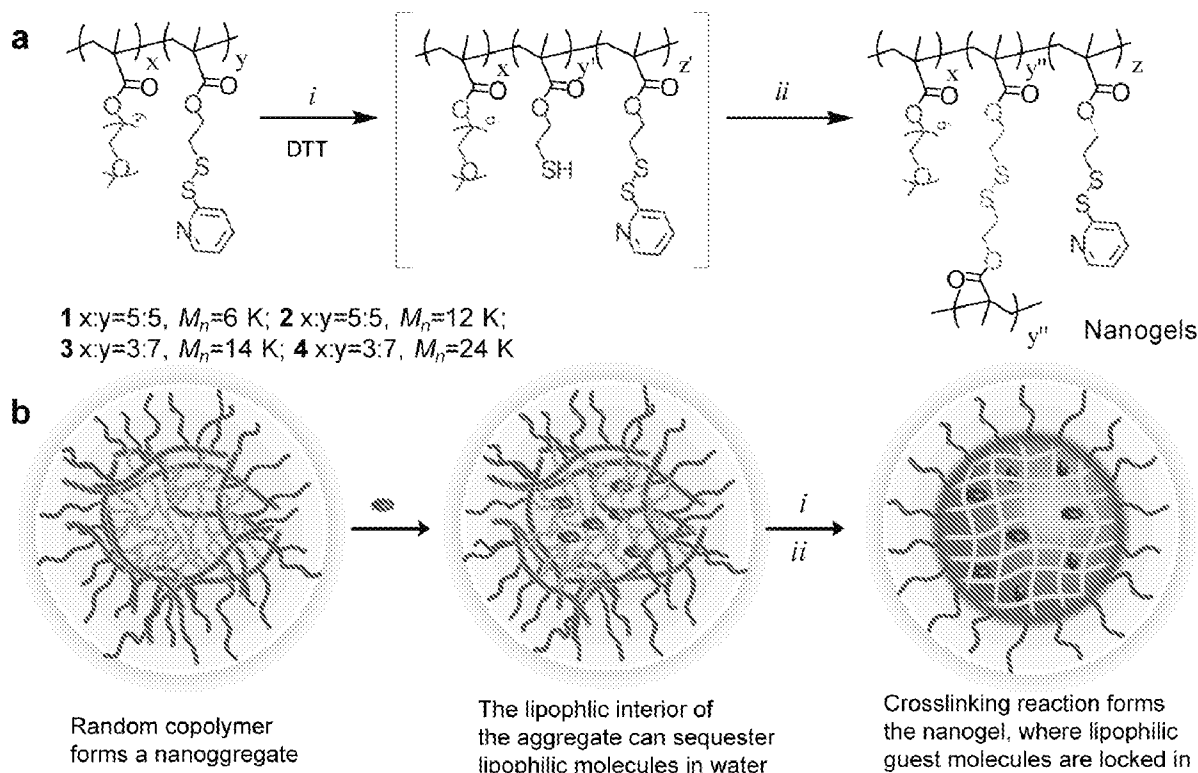 a
x
y
O
O
O
O
O
S
S
N
i
DTT
x
y'
z'
O
O
O
O
O
O
O
SH
S
S
N
ii
x
y''
z
O
O
O
O
O
O
O
S
S
S
S
N
O
O
y''
Nanogels
1 x:y=5:5, Mn=6 K; 2 x:y=5:5, Mn=12 K;
3 x:y=3:7, Mn=14 K; 4 x:y=3:7, Mn=24 K
b
i
ii
Random copolymer
forms a nanoggregate
The lipophlic interior of
the aggregate can sequester
lipophilic molecules in water
Crosslinking reaction forms
the nanogel, where lipophilic
guest molecules are locked in